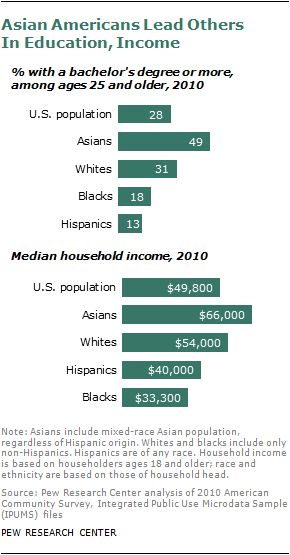 Asian Americans Lead Others
In Education, Income
% with a bachelor's degree or more,
among ages 25 and older, 2010
U.S. population 28
Asians 49
Whites 31
Blacks 18
Hispanics 13
Median household income, 2010
U.S. population $49,800
Asians $66,000
Whites $54,000
Hispanics $40,000
Blacks $33,300
Note: Asians include mixed-race Asian population,
regardless of Hispanic origin. Whites and blacks include only
non-Hispanics. Hispanics are of any race. Household income
is based on householders ages 18 and older; race and
ethnicity are based on those of household head.
Source: Pew Research Center analysis of 2010 American
Community Survey, Integrated Public Use Microdata Sample
(IPUMS) files
PEW RESEARCH CENTER